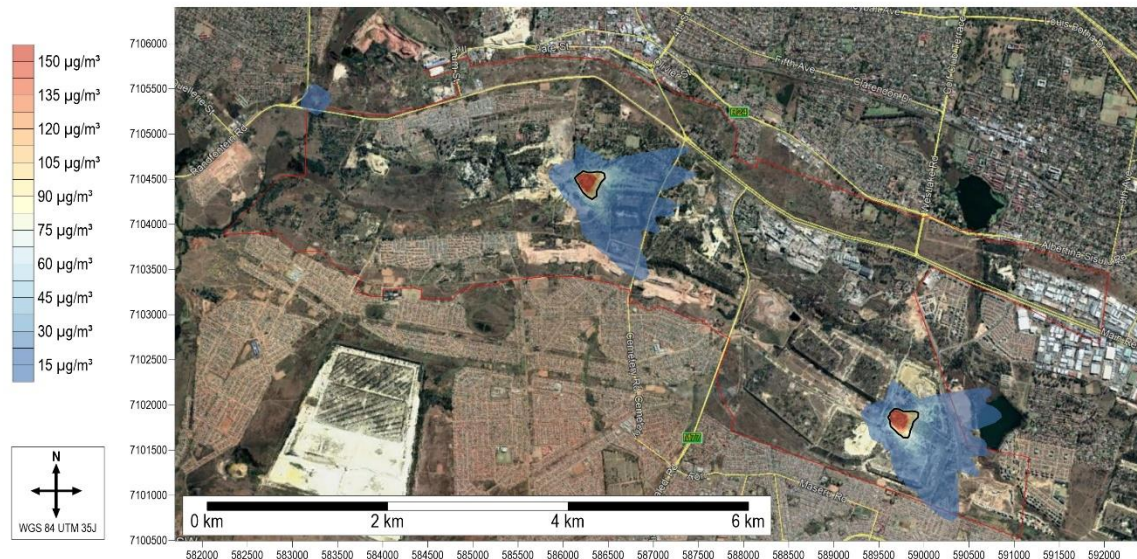 150 µg/m³
135 µg/m³
120 µg/m³
105 µg/m³
90 µg/m³
75 µg/m³
60 µg/m³
45 µg/m³
30 µg/m³
15 µg/m³
N
WGS 84 UTM 35J
7106000
7105500
7105000
7104500
7104000
7103500
7103000
7102500
7102000
7101500
7101000
7100500
Louis Botha
Fifth Ave
Clarendon
M77
Main Rd
0 km
2 km
4 km
6 km
582000 582500 583000 583500 584000 584500 585000 585500 586000 586500 587000 587500 588000 588500 589000 589500 590000 590500 591000 591500 592000